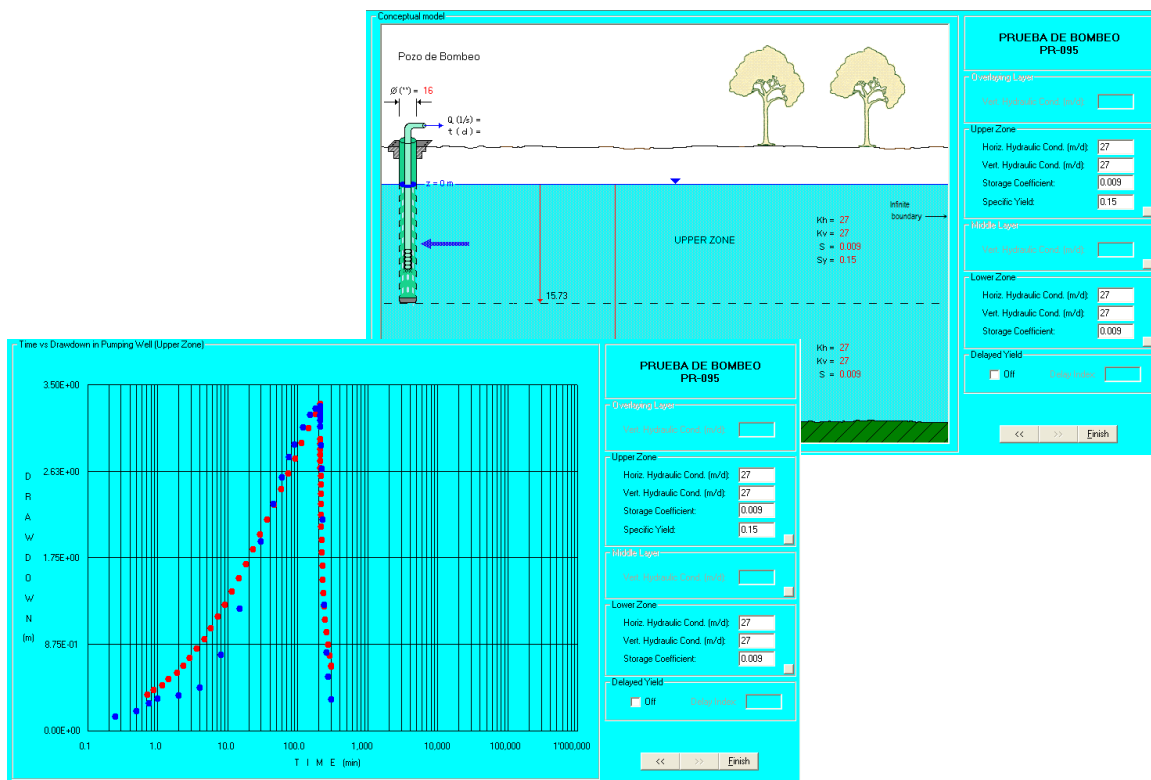 Conceptual model
Pozo de Bombeo
Ø (") = 16
Q (l/s) =
t ( d ) =
z = 0 m
UPPER ZONE
Kh = 27
Kv = 27
S = 0.009
Sy = 0.15
Infinite
boundary
15.73
Kh = 27
Kv = 27
S = 0.009
PRUEBA DE BOMBEO
PR-095
Overlaying Layer
Vert. Hydraulic Cond. (m/d):
Upper Zone
Horiz. Hydraulic Cond. (m/d): 27
Vert. Hydraulic Cond. (m/d): 27
Storage Coefficient: 0.009
Specific Yield: 0.15
Middle Layer
Vert. Hydraulic Cond. (m/d):
Lower Zone
Horiz. Hydraulic Cond. (m/d): 27
Vert. Hydraulic Cond. (m/d): 27
Storage Coefficient: 0.009
Delayed Yield
Off Delay Index:
<< >> Finish
Time vs Drawdown in Pumping Well (Upper Zone)
3.50E+00
2.63E+00
1.75E+00
8.75E-01
0.00E+00
D R A W D O W N (m)
0.1 1.0 10.0 100.0 1,000 10,000 100,000 1'000,000
T I M E (min)
PRUEBA DE BOMBEO
PR-095
Overlaying Layer
Vert. Hydraulic Cond. (m/d):
Upper Zone
Horiz. Hydraulic Cond. (m/d): 27
Vert. Hydraulic Cond. (m/d): 27
Storage Coefficient: 0.009
Specific Yield: 0.15
Middle Layer
Vert. Hydraulic Cond. (m/d):
Lower Zone
Horiz. Hydraulic Cond. (m/d): 27
Vert. Hydraulic Cond. (m/d): 27
Storage Coefficient: 0.009
Delayed Yield
Off Delay Index:
<< >> Finish